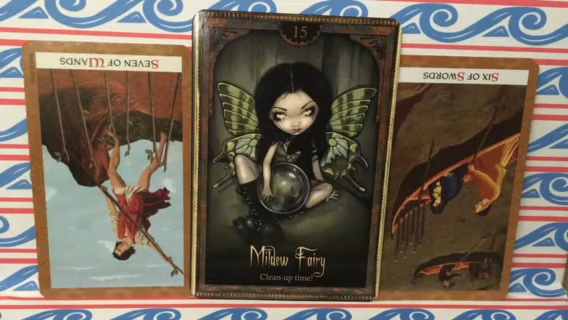 SEVEN OF WANDS
15
SIX OF SWORDS
Mildew Fairy
Clean-up time!